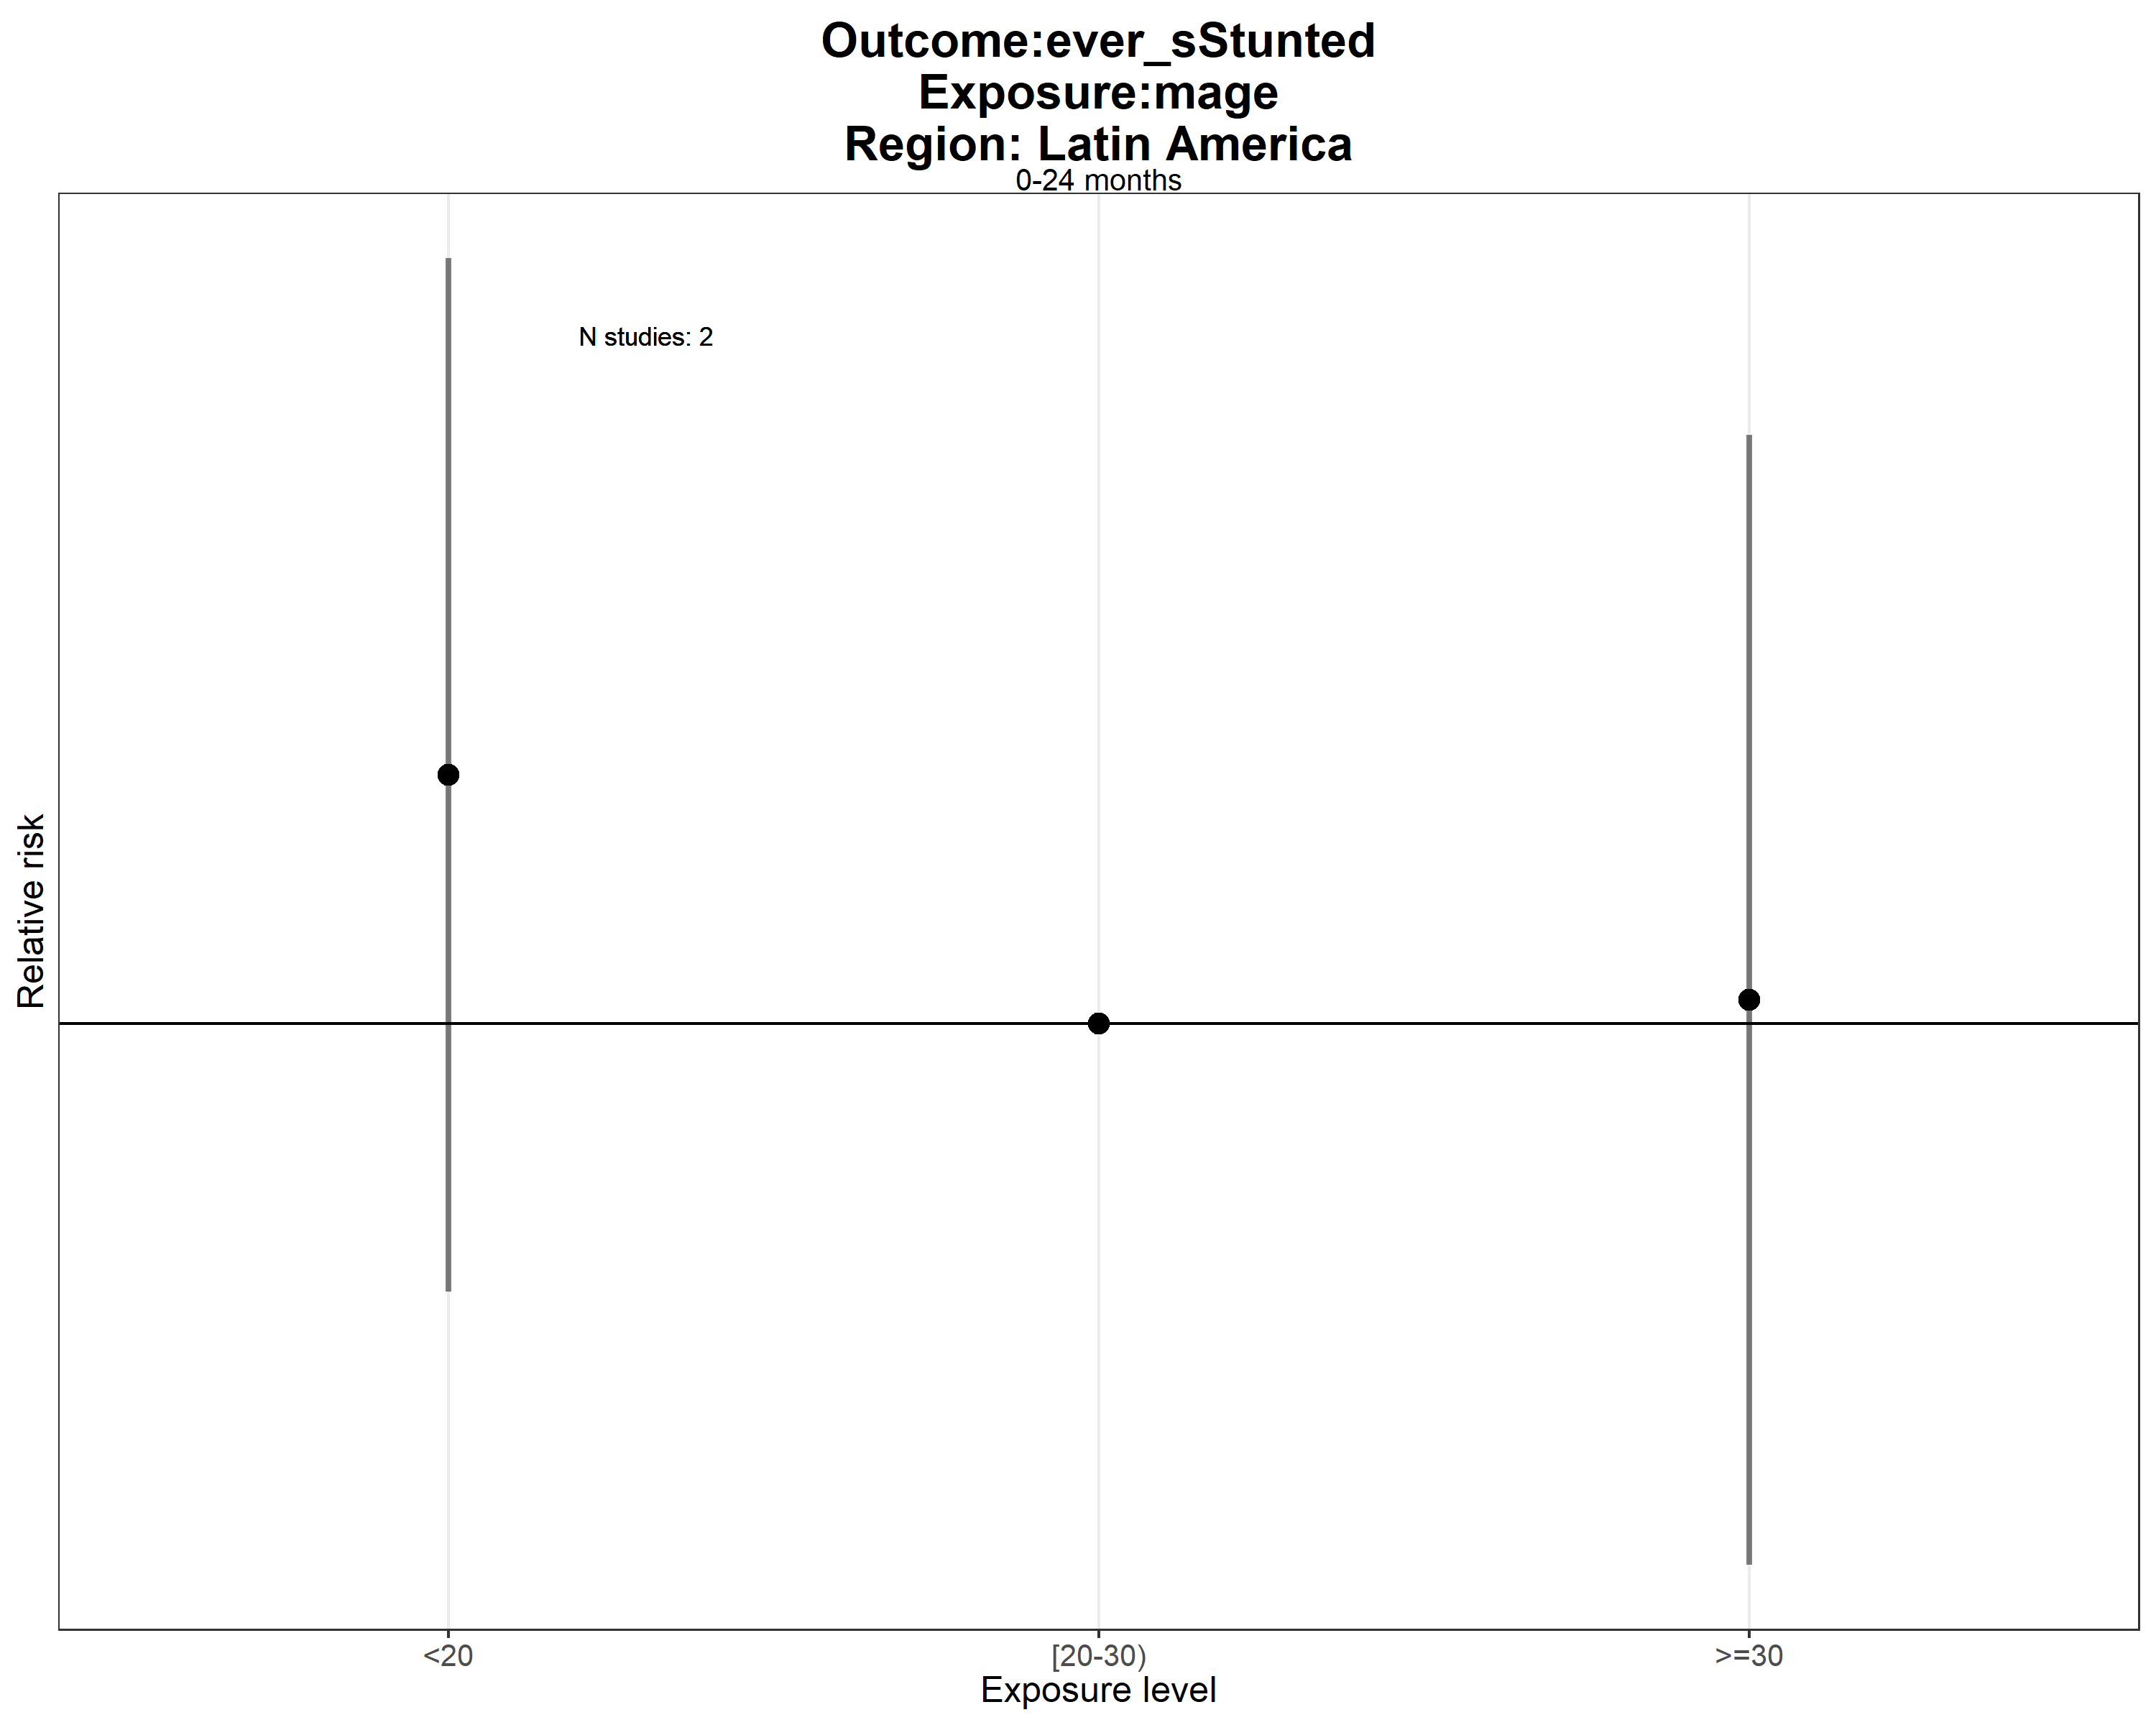 Outcome:ever_sStunted
Exposure:mage
Region: Latin America
0-24 months
N studies: 2
Relative risk
<20
[20-30)
>=30
Exposure level